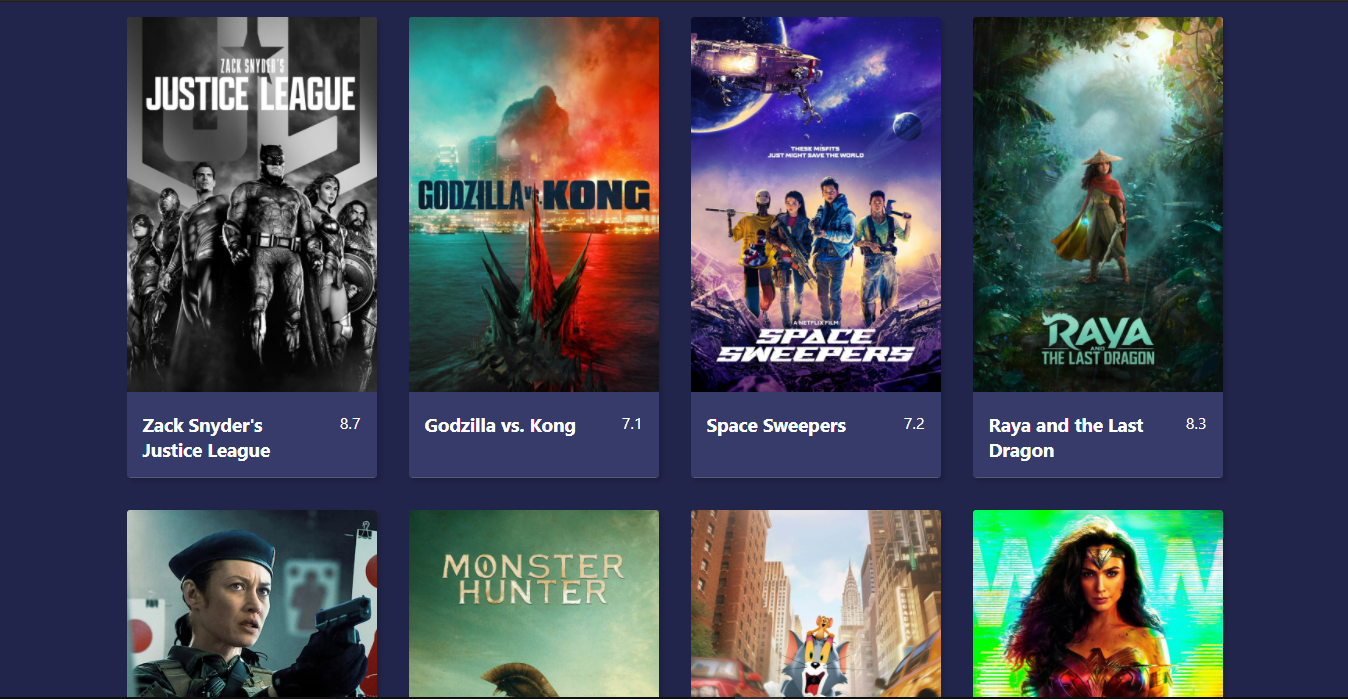 ZACK SNYDER'S
JUSTICE LEAGUE
GODZILLA vs. KONG
THESE MISFITS
JUST MIGHT SAVE THE WORLD
A NETFLIX FILM
SPACE
SWEEPERS
RAYA
AND
THE LAST DRAGON
Zack Snyder's
Justice League
8.7
Godzilla vs. Kong
7.1
Space Sweepers
7.2
Raya and the Last
Dragon
8.3
MONSTER
HUNTER